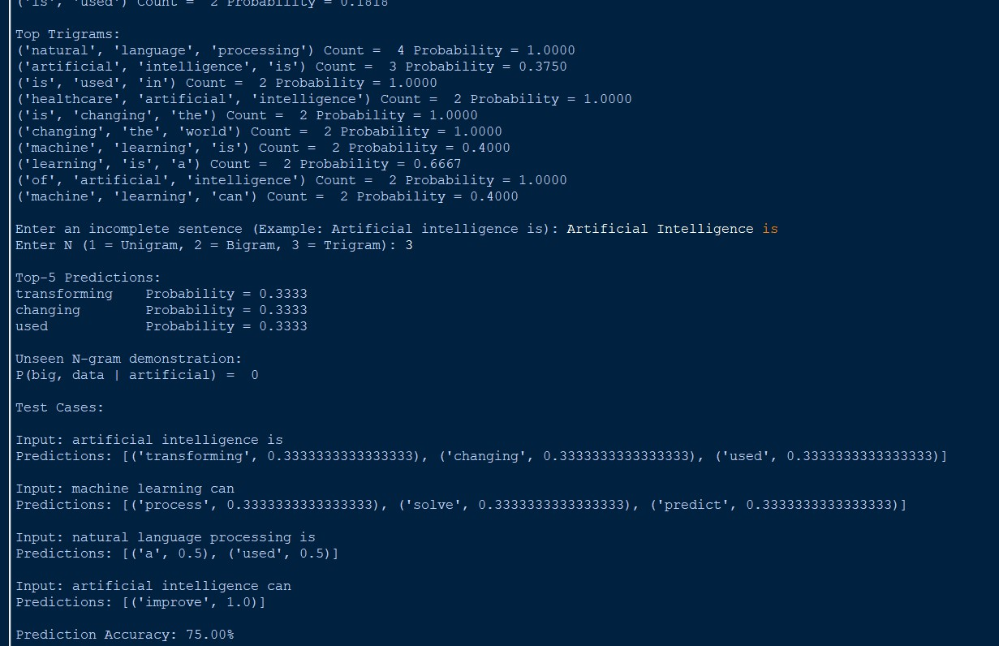 ('is', 'used') Count =  2 Probability = 0.1818
Top Trigrams:
('natural', 'language', 'processing') Count =  4 Probability = 1.0000
('artificial', 'intelligence', 'is') Count =  3 Probability = 0.3750
('is', 'used', 'in') Count =  2 Probability = 1.0000
('healthcare', 'artificial', 'intelligence') Count =  2 Probability = 1.0000
('is', 'changing', 'the') Count =  2 Probability = 1.0000
('changing', 'the', 'world') Count =  2 Probability = 1.0000
('machine', 'learning', 'is') Count =  2 Probability = 0.4000
('learning', 'is', 'a') Count =  2 Probability = 0.6667
('of', 'artificial', 'intelligence') Count =  2 Probability = 1.0000
('machine', 'learning', 'can') Count =  2 Probability = 0.4000
Enter an incomplete sentence (Example: Artificial intelligence is): Artificial Intelligence is
Enter N (1 = Unigram, 2 = Bigram, 3 = Trigram): 3
Top-5 Predictions:
transforming    Probability = 0.3333
changing        Probability = 0.3333
used            Probability = 0.3333
Unseen N-gram demonstration:
P(big, data | artificial) =  0
Test Cases:
Input: artificial intelligence is
Predictions: [('transforming', 0.3333333333333333), ('changing', 0.3333333333333333), ('used', 0.3333333333333333)]
Input: machine learning can
Predictions: [('process', 0.3333333333333333), ('solve', 0.3333333333333333), ('predict', 0.3333333333333333)]
Input: natural language processing is
Predictions: [('a', 0.5), ('used', 0.5)]
Input: artificial intelligence can
Predictions: [('improve', 1.0)]
Prediction Accuracy: 75.00%